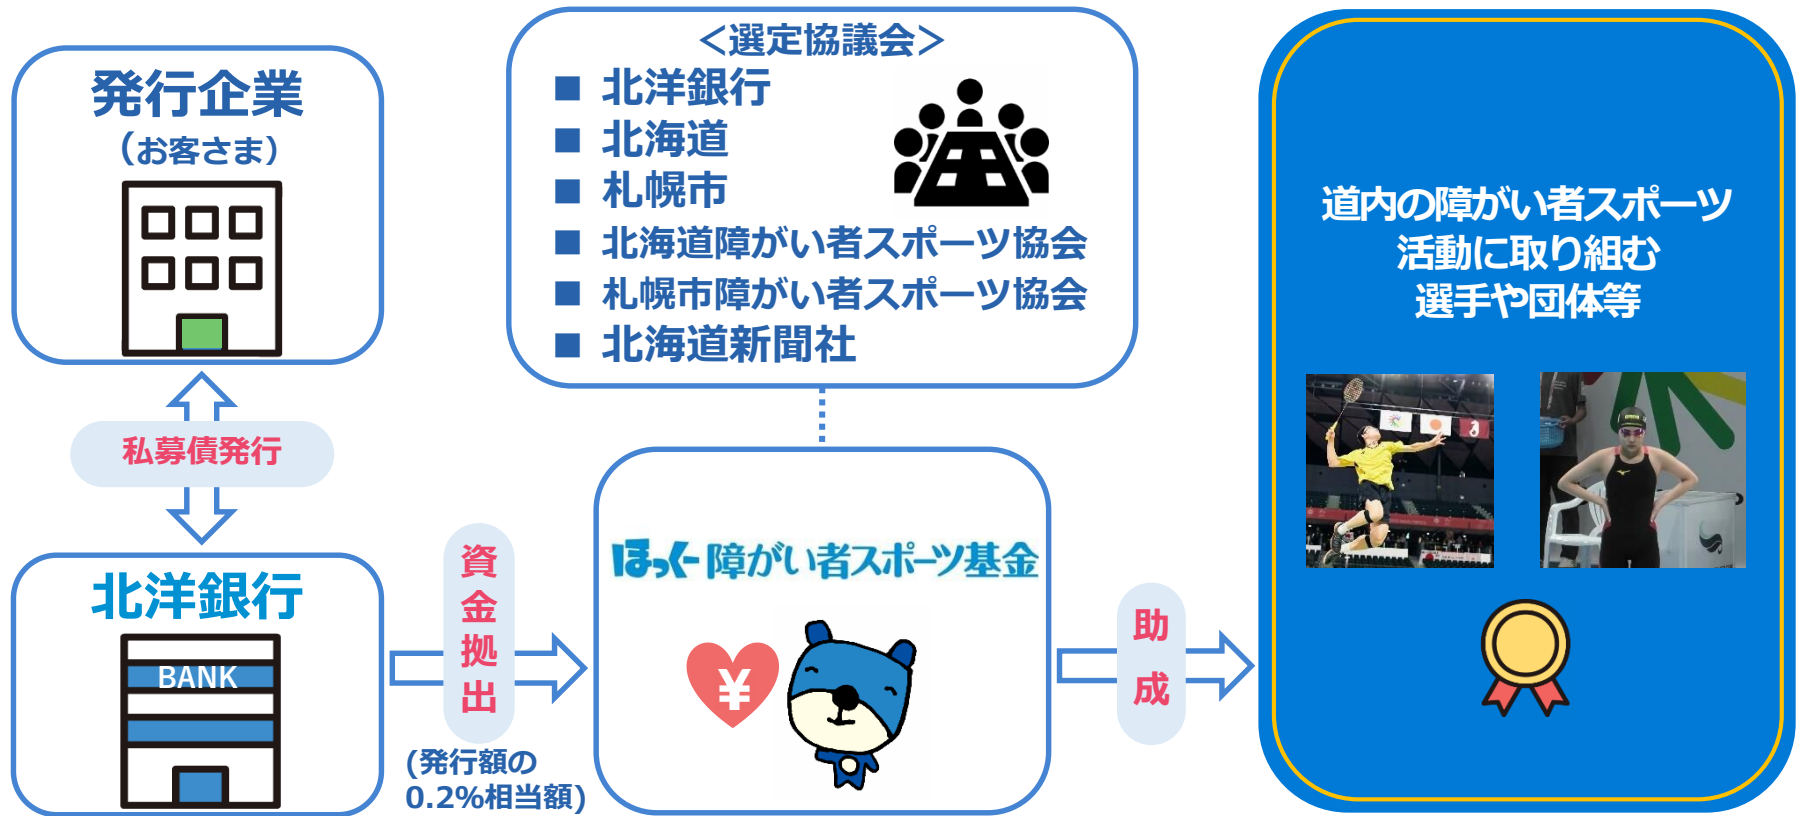 発行企業
（お客さま）
私募債発行
北洋銀行
BANK
資金拠出
(発行額の
0.2%相当額)
＜選定協議会＞
■ 北洋銀行
■ 北海道
■ 札幌市
■ 北海道障がい者スポーツ協会
■ 札幌市障がい者スポーツ協会
■ 北海道新聞社
ほっくー障がい者スポーツ基金
¥
助成
道内の障がい者スポーツ
活動に取り組む
選手や団体等